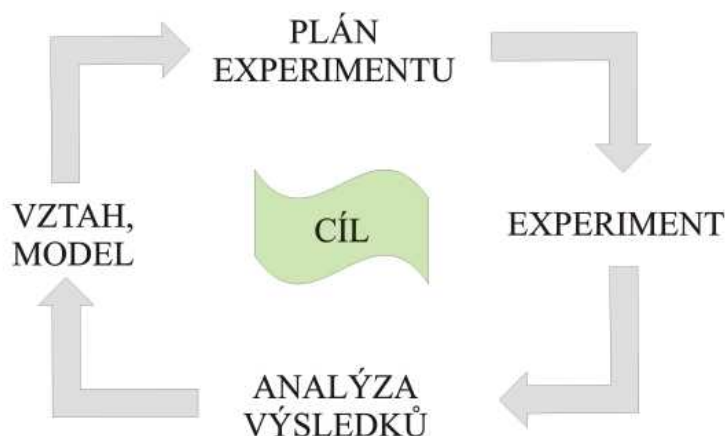 PLÁN
EXPERIMENTU
VZTAH,
MODEL
CÍL
EXPERIMENT
ANALÝZA
VÝSLEDKŮ